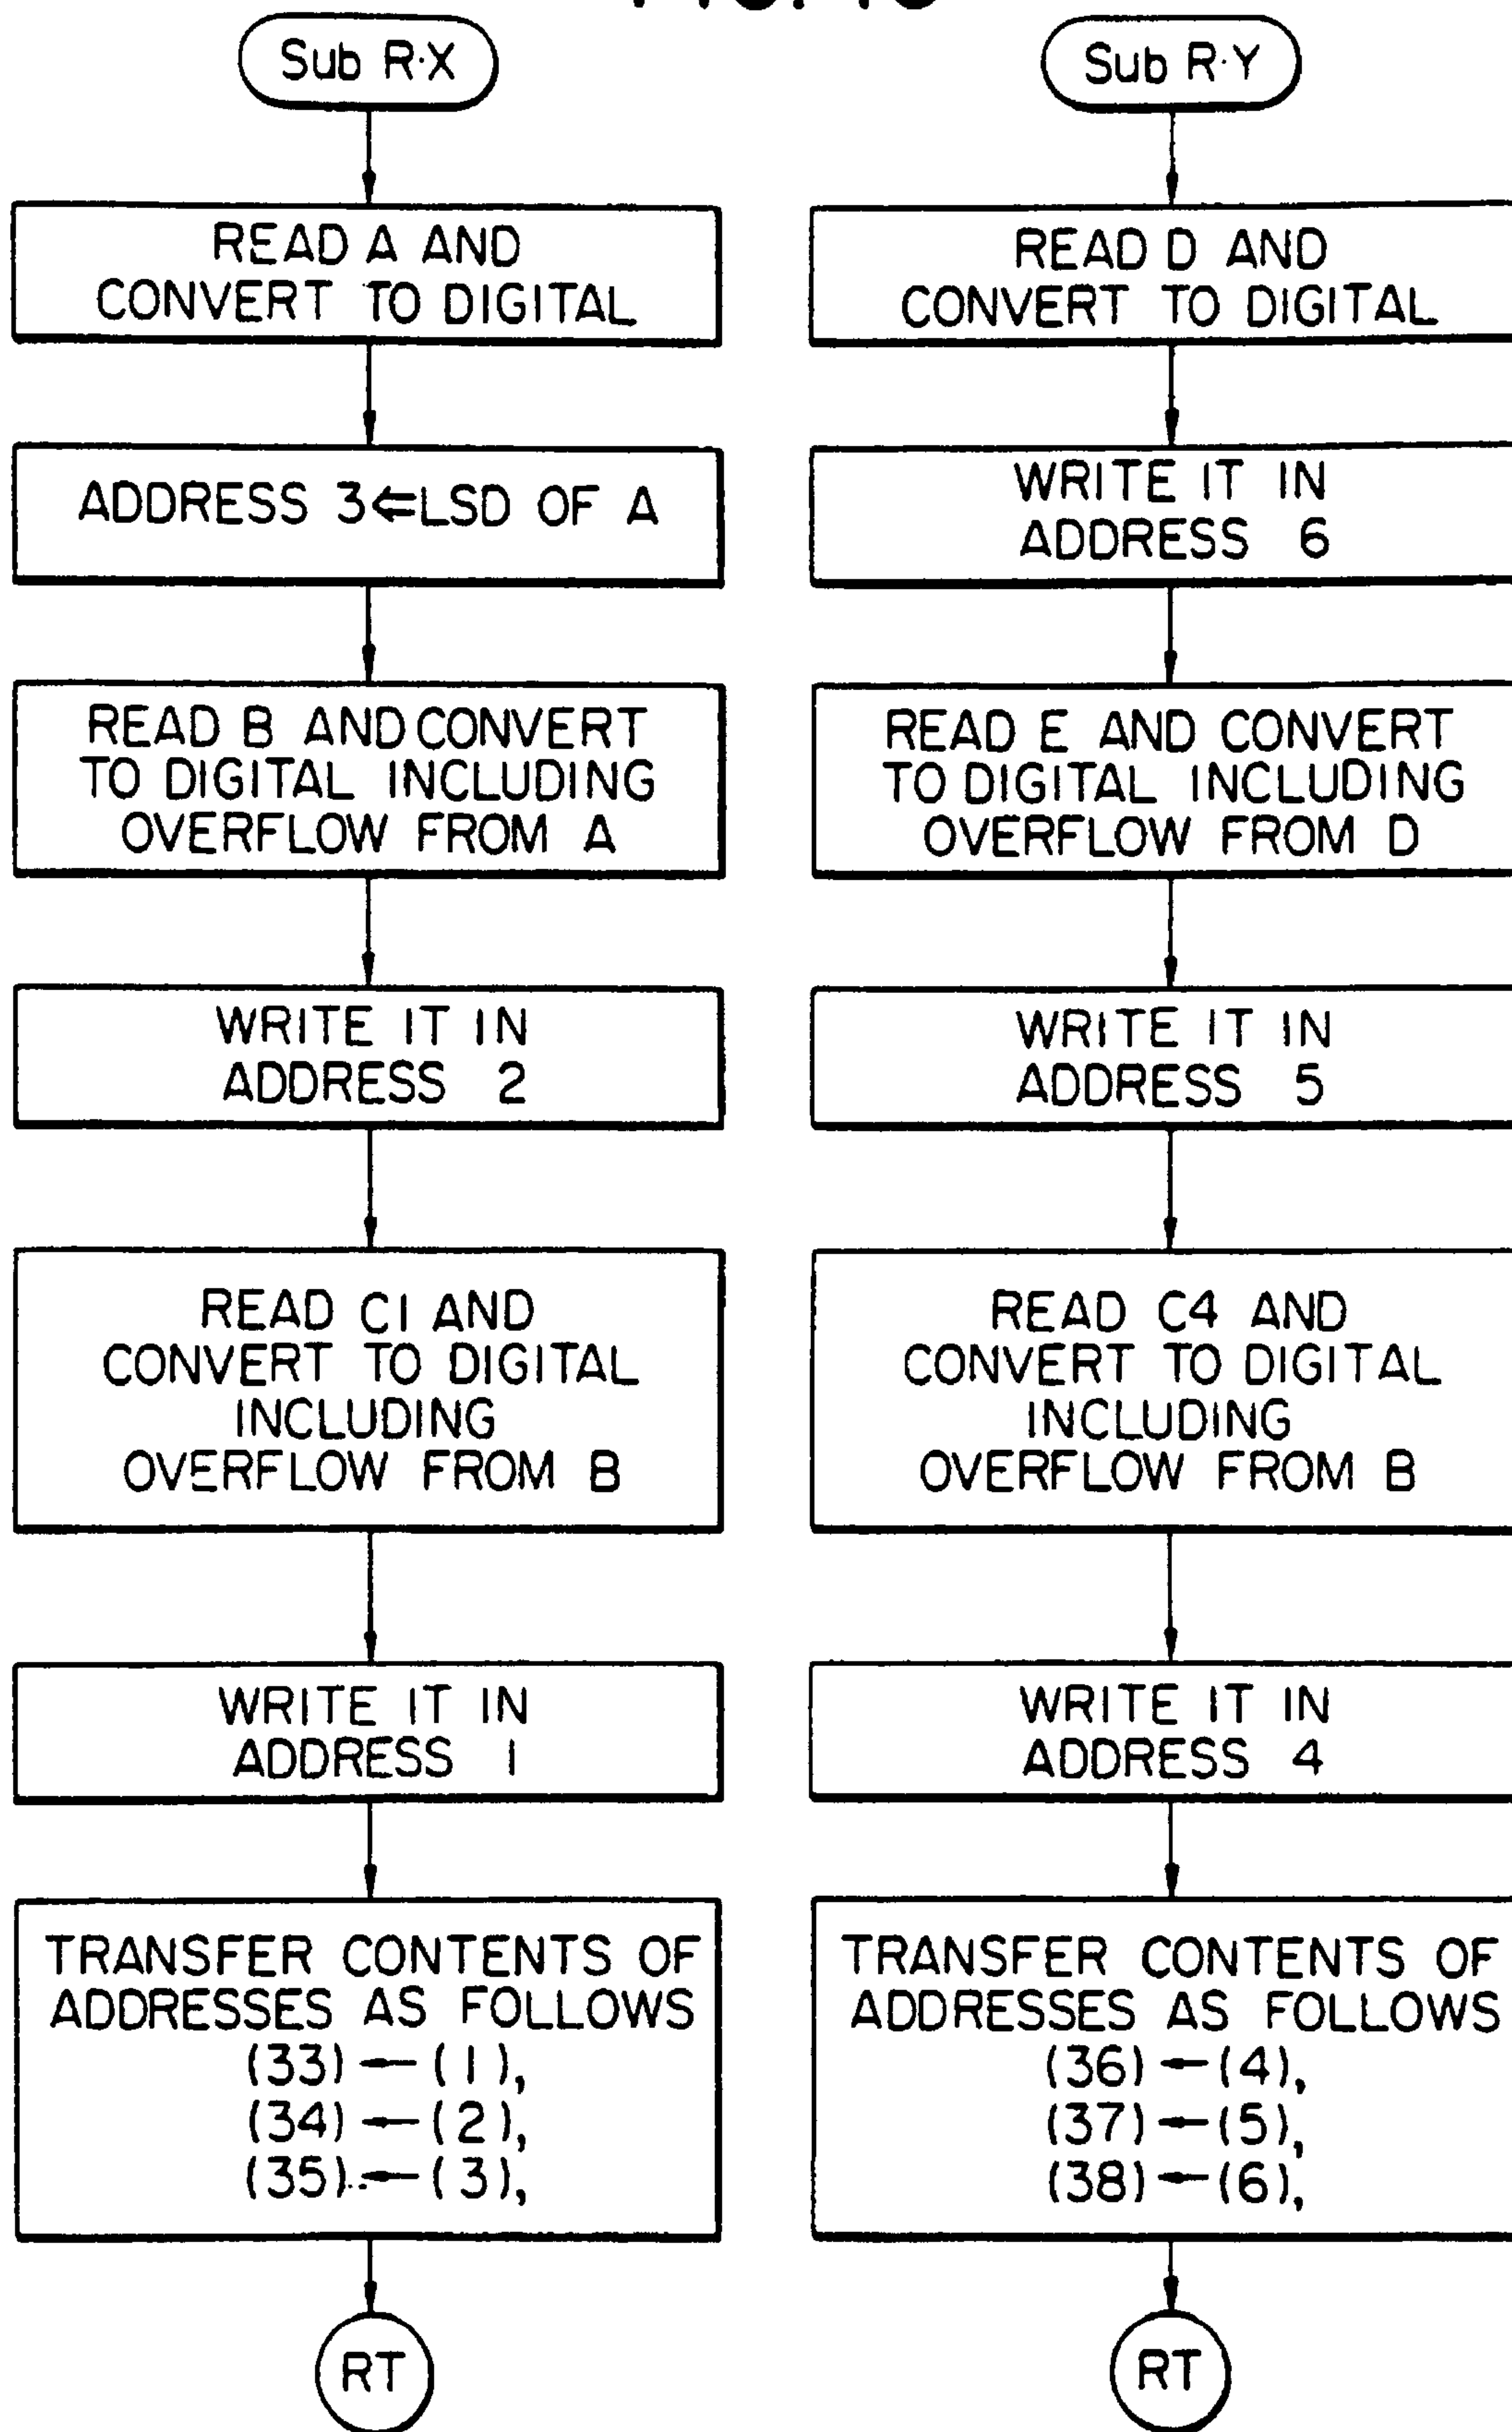 Sub R·X
READ A AND
CONVERT TO DIGITAL
ADDRESS 3⇐LSD OF A
READ B AND CONVERT
TO DIGITAL INCLUDING
OVERFLOW FROM A
WRITE IT IN
ADDRESS 2
READ C1 AND
CONVERT TO DIGITAL
INCLUDING
OVERFLOW FROM B
WRITE IT IN
ADDRESS 1
TRANSFER CONTENTS OF
ADDRESSES AS FOLLOWS
(33) ← (1),
(34) ← (2),
(35) ← (3),
RT
Sub R·Y
READ D AND
CONVERT TO DIGITAL
WRITE IT IN
ADDRESS 6
READ E AND CONVERT
TO DIGITAL INCLUDING
OVERFLOW FROM D
WRITE IT IN
ADDRESS 5
READ C4 AND
CONVERT TO DIGITAL
INCLUDING
OVERFLOW FROM B
WRITE IT IN
ADDRESS 4
TRANSFER CONTENTS OF
ADDRESSES AS FOLLOWS
(36) ← (4),
(37) ← (5),
(38) ← (6),
RT